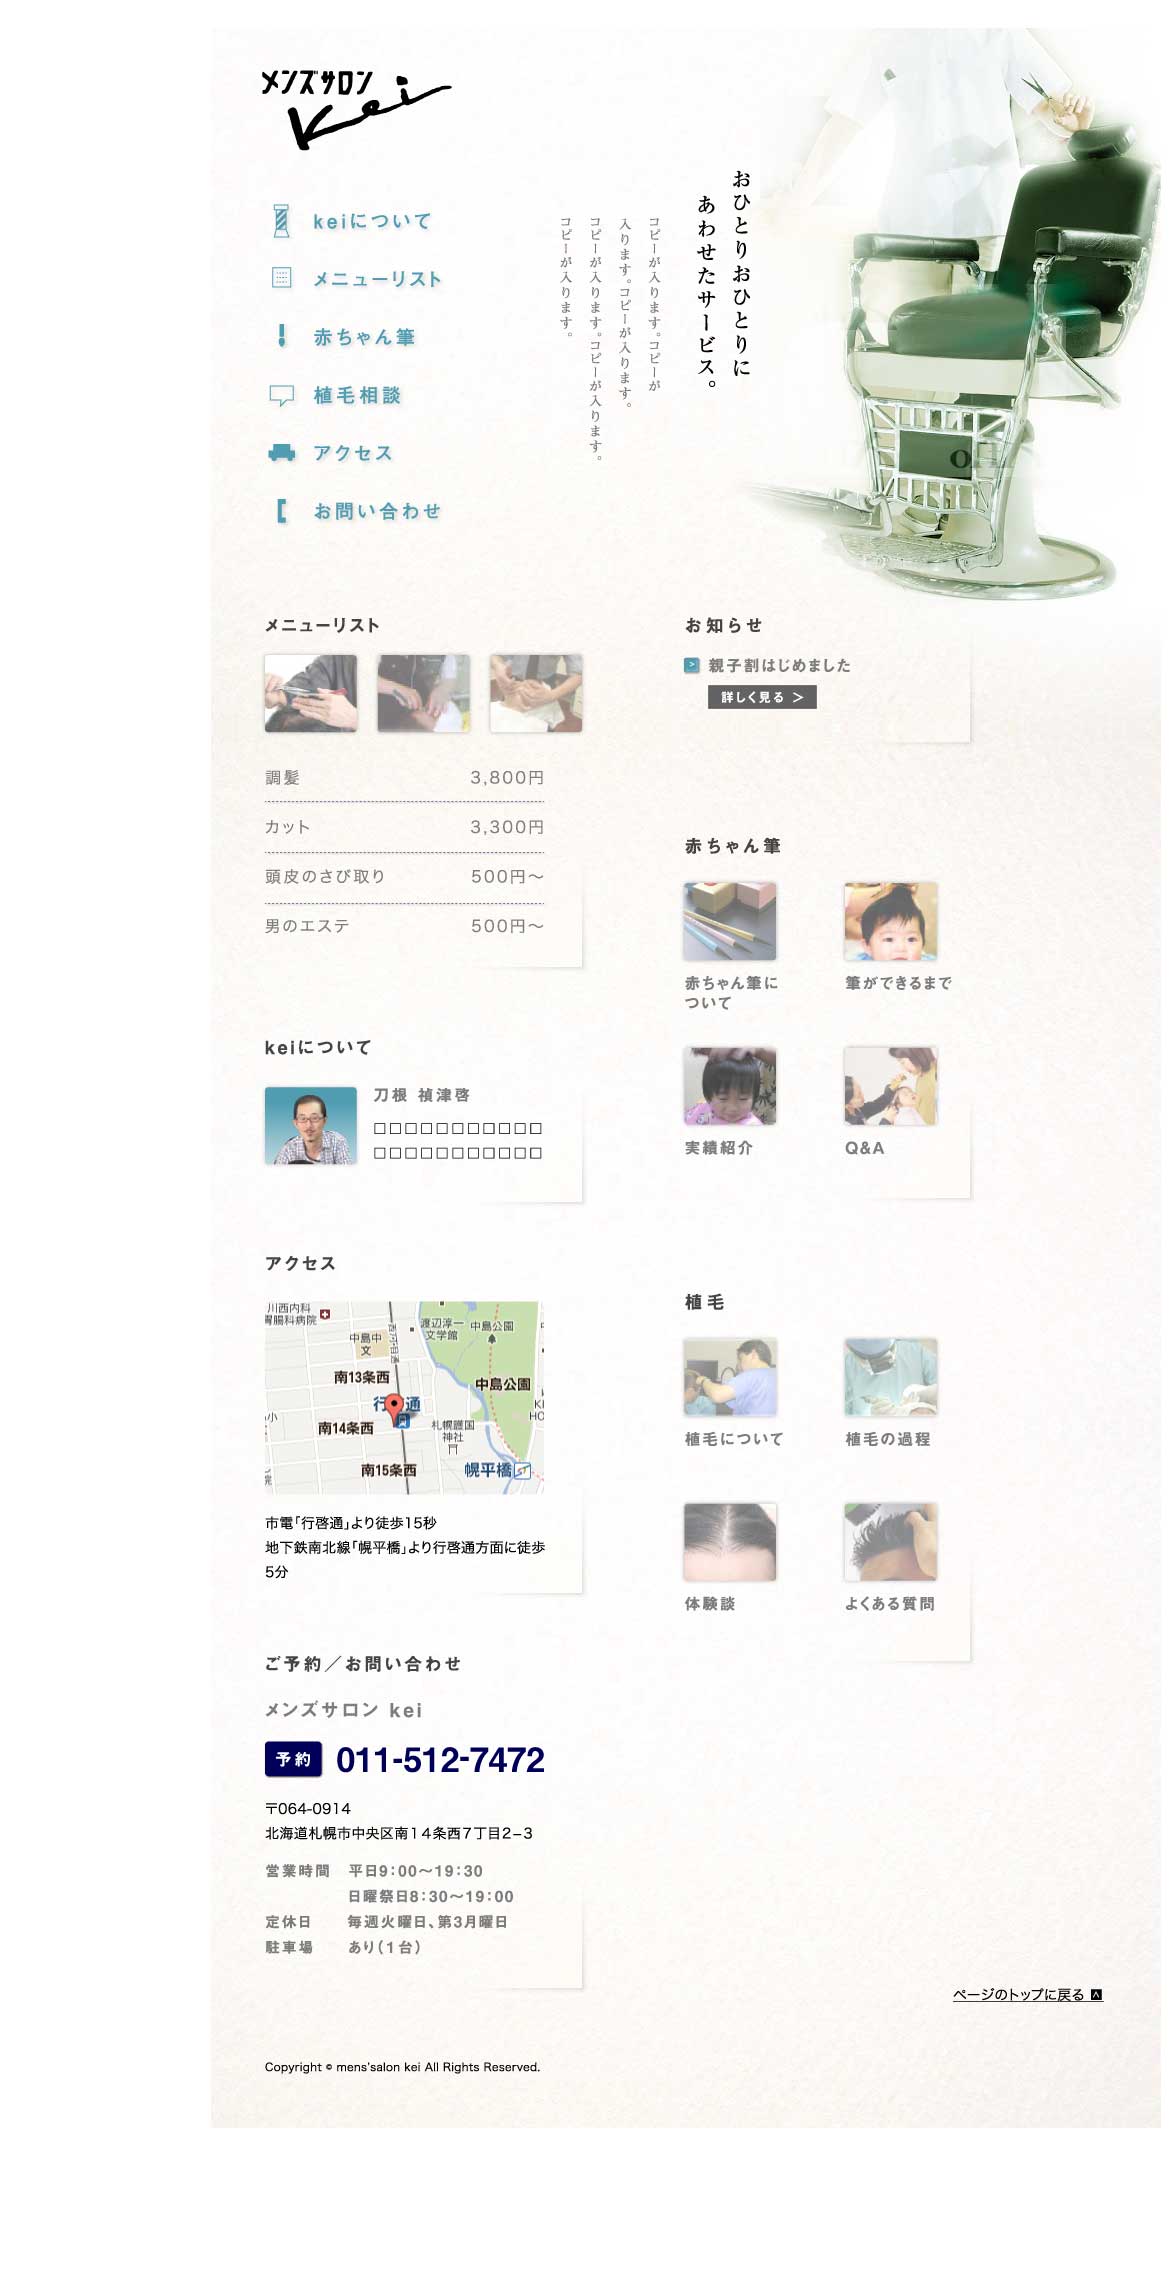 メンズサロン
kei
keiについて
メニューリスト
赤ちゃん筆
植毛相談
アクセス
お問い合わせ
おひとりおひとりに
あわせたサービス。
コピーが入ります。コピーが
入ります。コピーが入ります。
コピーが入ります。コピーが入ります。
コピーが入ります。
メニューリスト
調髪 3,800円
カット 3,300円
頭皮のさび取り 500円〜
男のエステ 500円〜
keiについて
刀根 禎津啓
□□□□□□□□□□□
□□□□□□□□□□□
アクセス
川西内科
胃腸科病院
渡辺淳一
文学館
中島公園
中島中
文
西河沿通
南13条西
中島公園
南14条西
札幌護国
神社
南15条西
幌平橋
市電「行啓通」より徒歩15秒
地下鉄南北線「幌平橋」より行啓通方面に徒歩
5分
ご予約／お問い合わせ
メンズサロン kei
予約 011-512-7472
〒064-0914
北海道札幌市中央区南１４条西７丁目２−３
営業時間 平日9：00〜19：30
日曜祭日8：30〜19：00
定休日 毎週火曜日、第3月曜日
駐車場 あり（１台）
お知らせ
> 親子割はじめました
詳しく見る ＞
赤ちゃん筆
赤ちゃん筆に
ついて
筆ができるまで
実績紹介
Q&A
植毛
植毛について
植毛の過程
体験談
よくある質問
ページのトップに戻る
Copyright © mens'salon kei All Rights Reserved.